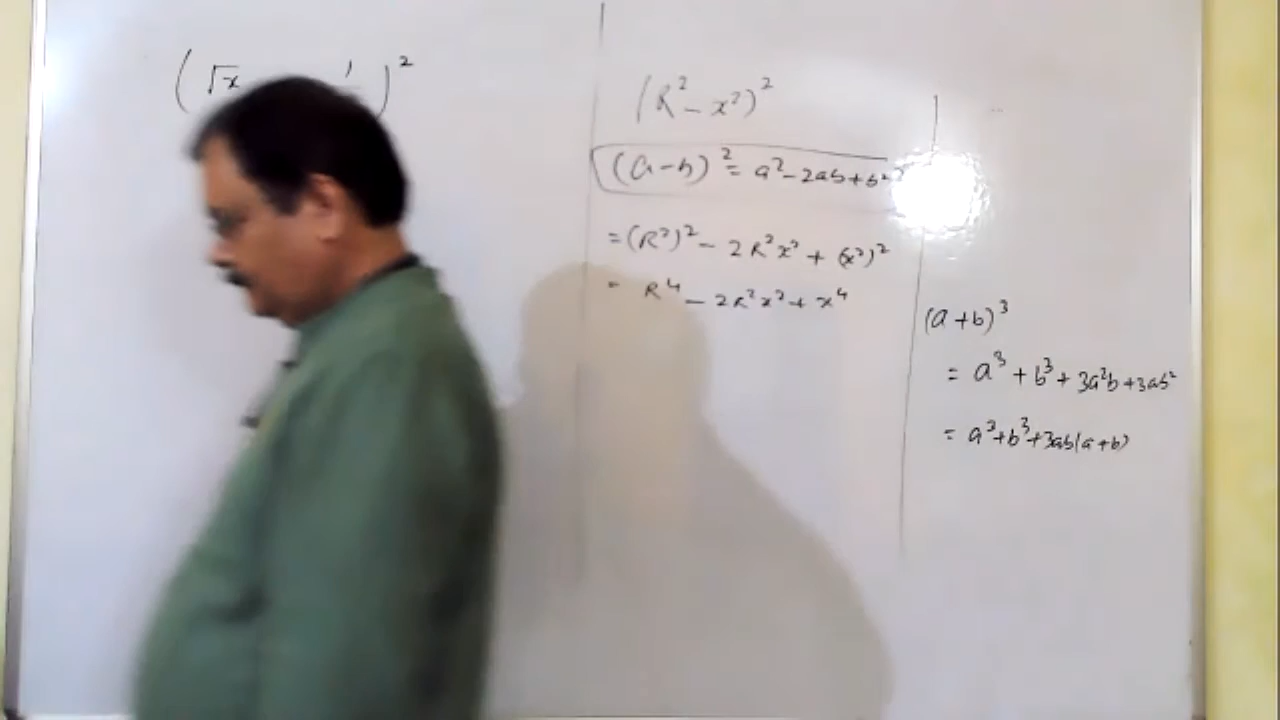 (√x 1 )²
(R² - x²)²
(a-b)² = a² - 2ab + b²
= (R²)² - 2R²x² + (x²)²
= R⁴ - 2R²x² + x⁴
(a+b)³
= a³ + b³ + 3a²b + 3ab²
= a³ + b³ + 3ab(a+b)